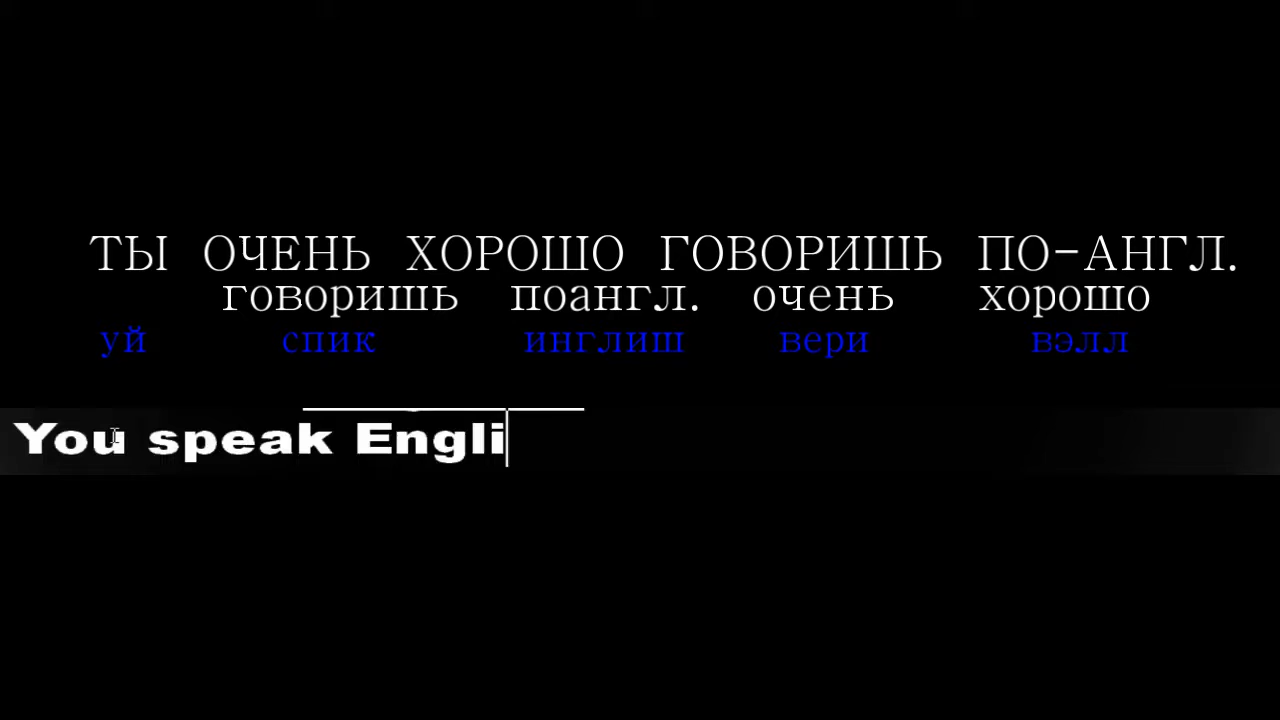 ТЫ ОЧЕНЬ ХОРОШО ГОВОРИШЬ ПО-АНГЛ.
говоришь поангл. очень хорошо
уй спик инглиш вери вэлл
You speak Engli